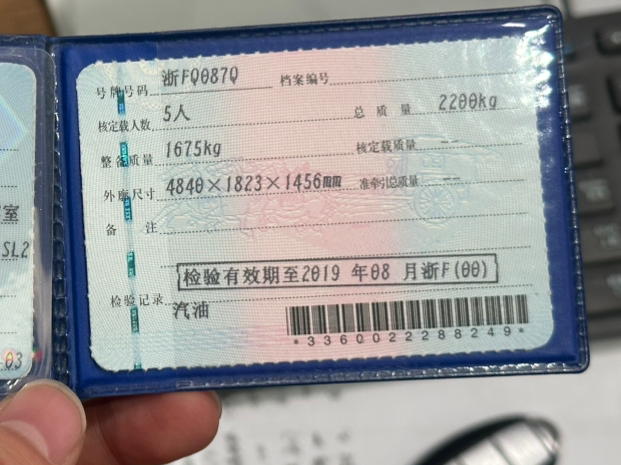 号牌号码 浙FQ087Q 档案编号
核定载人数 5人 总质量 2200kg
整备质量 1675kg 核定载质量 --
外廓尺寸 4840×1823×1456mm 准牵引总质量 --
备注
检验有效期至2019 年08 月浙F(00)
检验记录
汽油
*3360022288249*
室
SL2
03